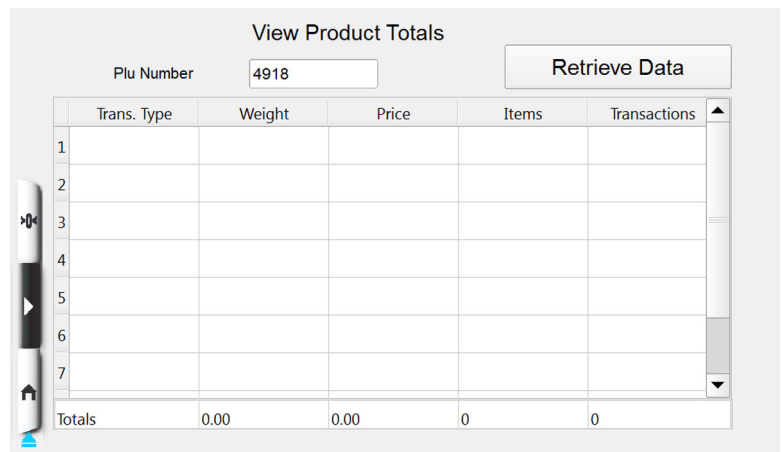 View Product Totals
Plu Number 4918 Retrieve Data
Trans. Type Weight Price Items Transactions
1
2
3
4
5
6
7
Totals 0.00 0.00 0 0
>0<